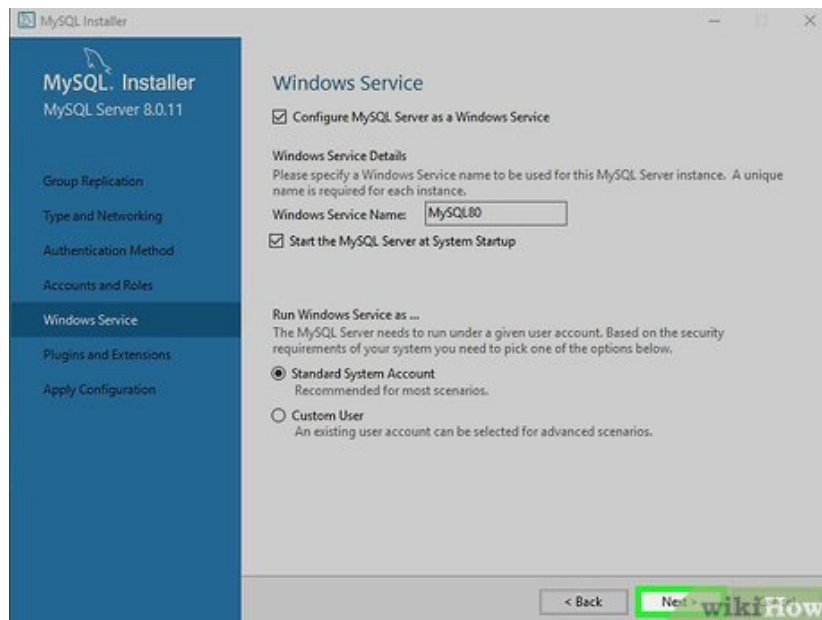 MySQL Installer
MySQL. Installer
MySQL Server 8.0.11
Group Replication
Type and Networking
Authentication Method
Accounts and Roles
Windows Service
Plugins and Extensions
Apply Configuration
Windows Service
Configure MySQL Server as a Windows Service
Windows Service Details
Please specify a Windows Service name to be used for this MySQL Server instance. A unique
name is required for each instance.
Windows Service Name: MySQL80
Start the MySQL Server at System Startup
Run Windows Service as ...
The MySQL Server needs to run under a given user account. Based on the security
requirements of your system you need to pick one of the options below.
Standard System Account
Recommended for most scenarios.
Custom User
An existing user account can be selected for advanced scenarios.
< Back
Next >
wikiHow